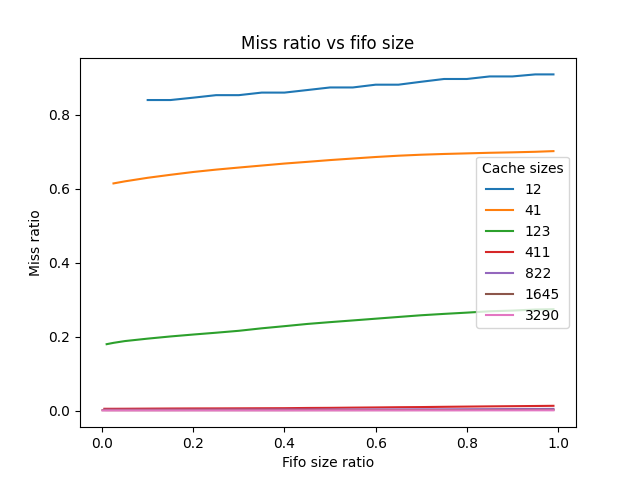 Miss ratio vs fifo size
Miss ratio
0.8
0.6
0.4
0.2
0.0
Cache sizes
12
41
123
411
822
1645
3290
0.0 0.2 0.4 0.6 0.8 1.0
Fifo size ratio